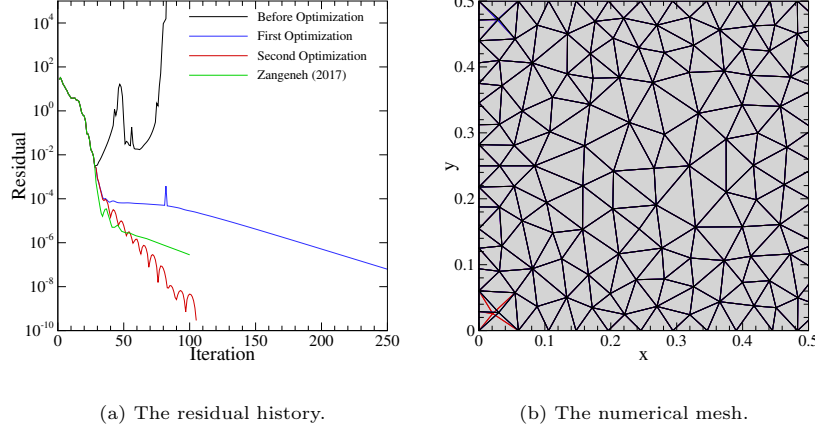 10^4
10^2
10^0
10^-2
10^-4
10^-6
10^-8
10^-10
Residual
0
50
100
150
200
250
Iteration
Before Optimization
First Optimization
Second Optimization
Zangeneh (2017)
0.5
0.4
0.3
0.2
0.1
0
y
0
0.1
0.2
0.3
0.4
0.5
x
(a) The residual history.
(b) The numerical mesh.